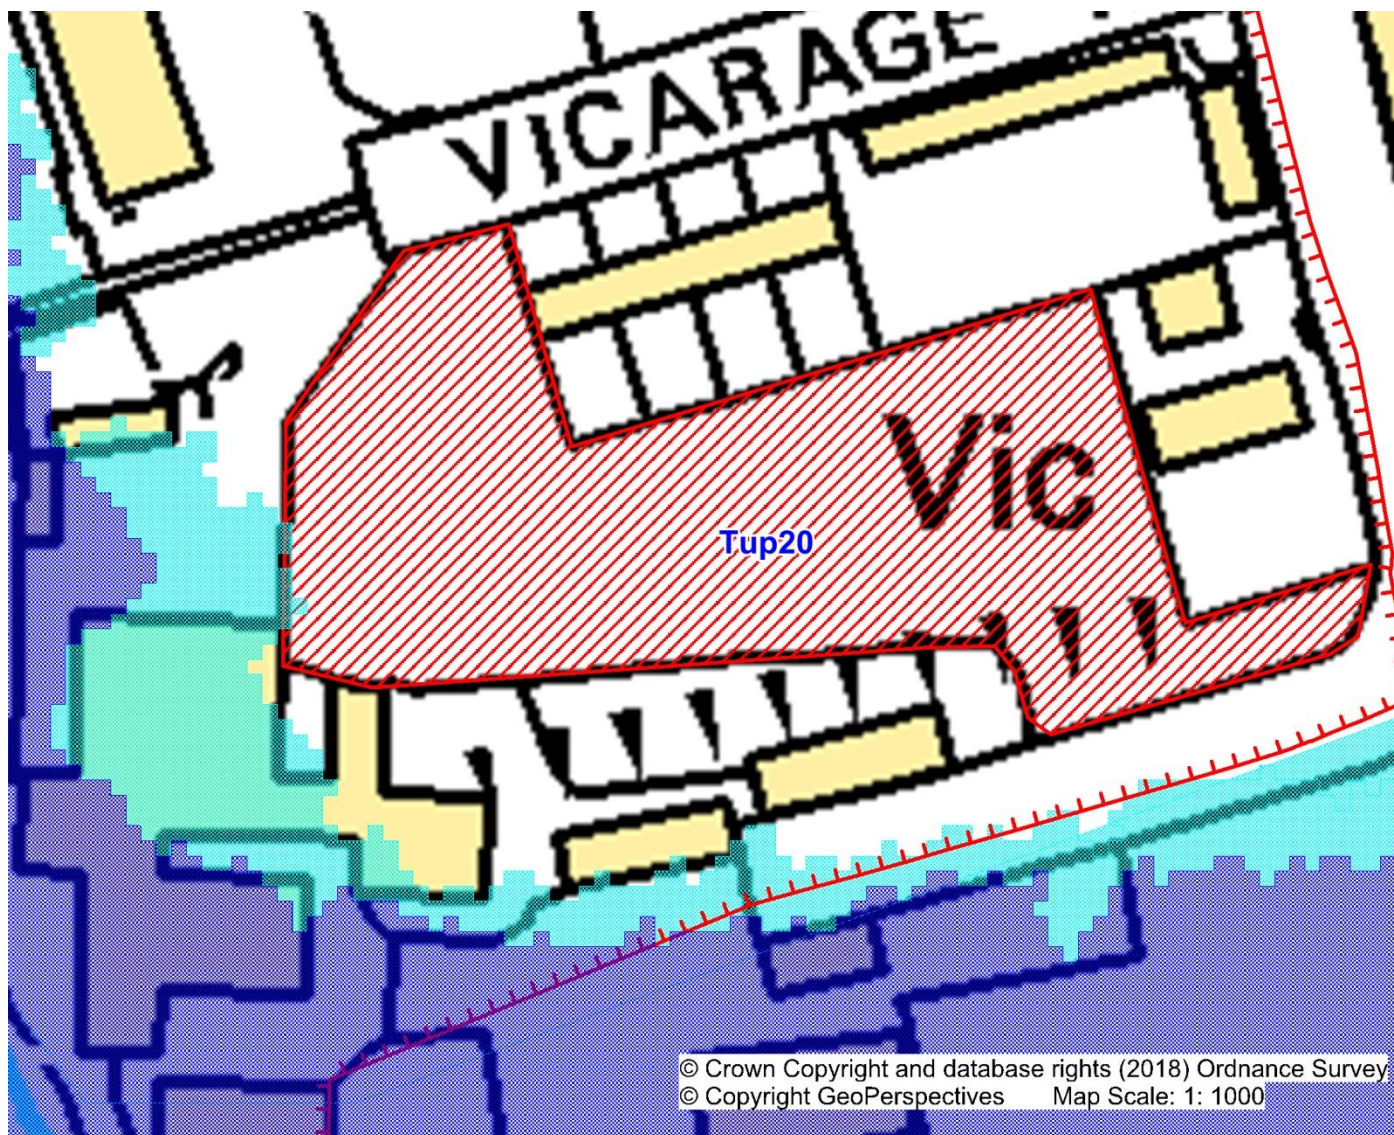 VICARAGE
Vic
Tup20
© Crown Copyright and database rights (2018) Ordnance Survey
© Copyright GeoPerspectives Map Scale: 1: 1000